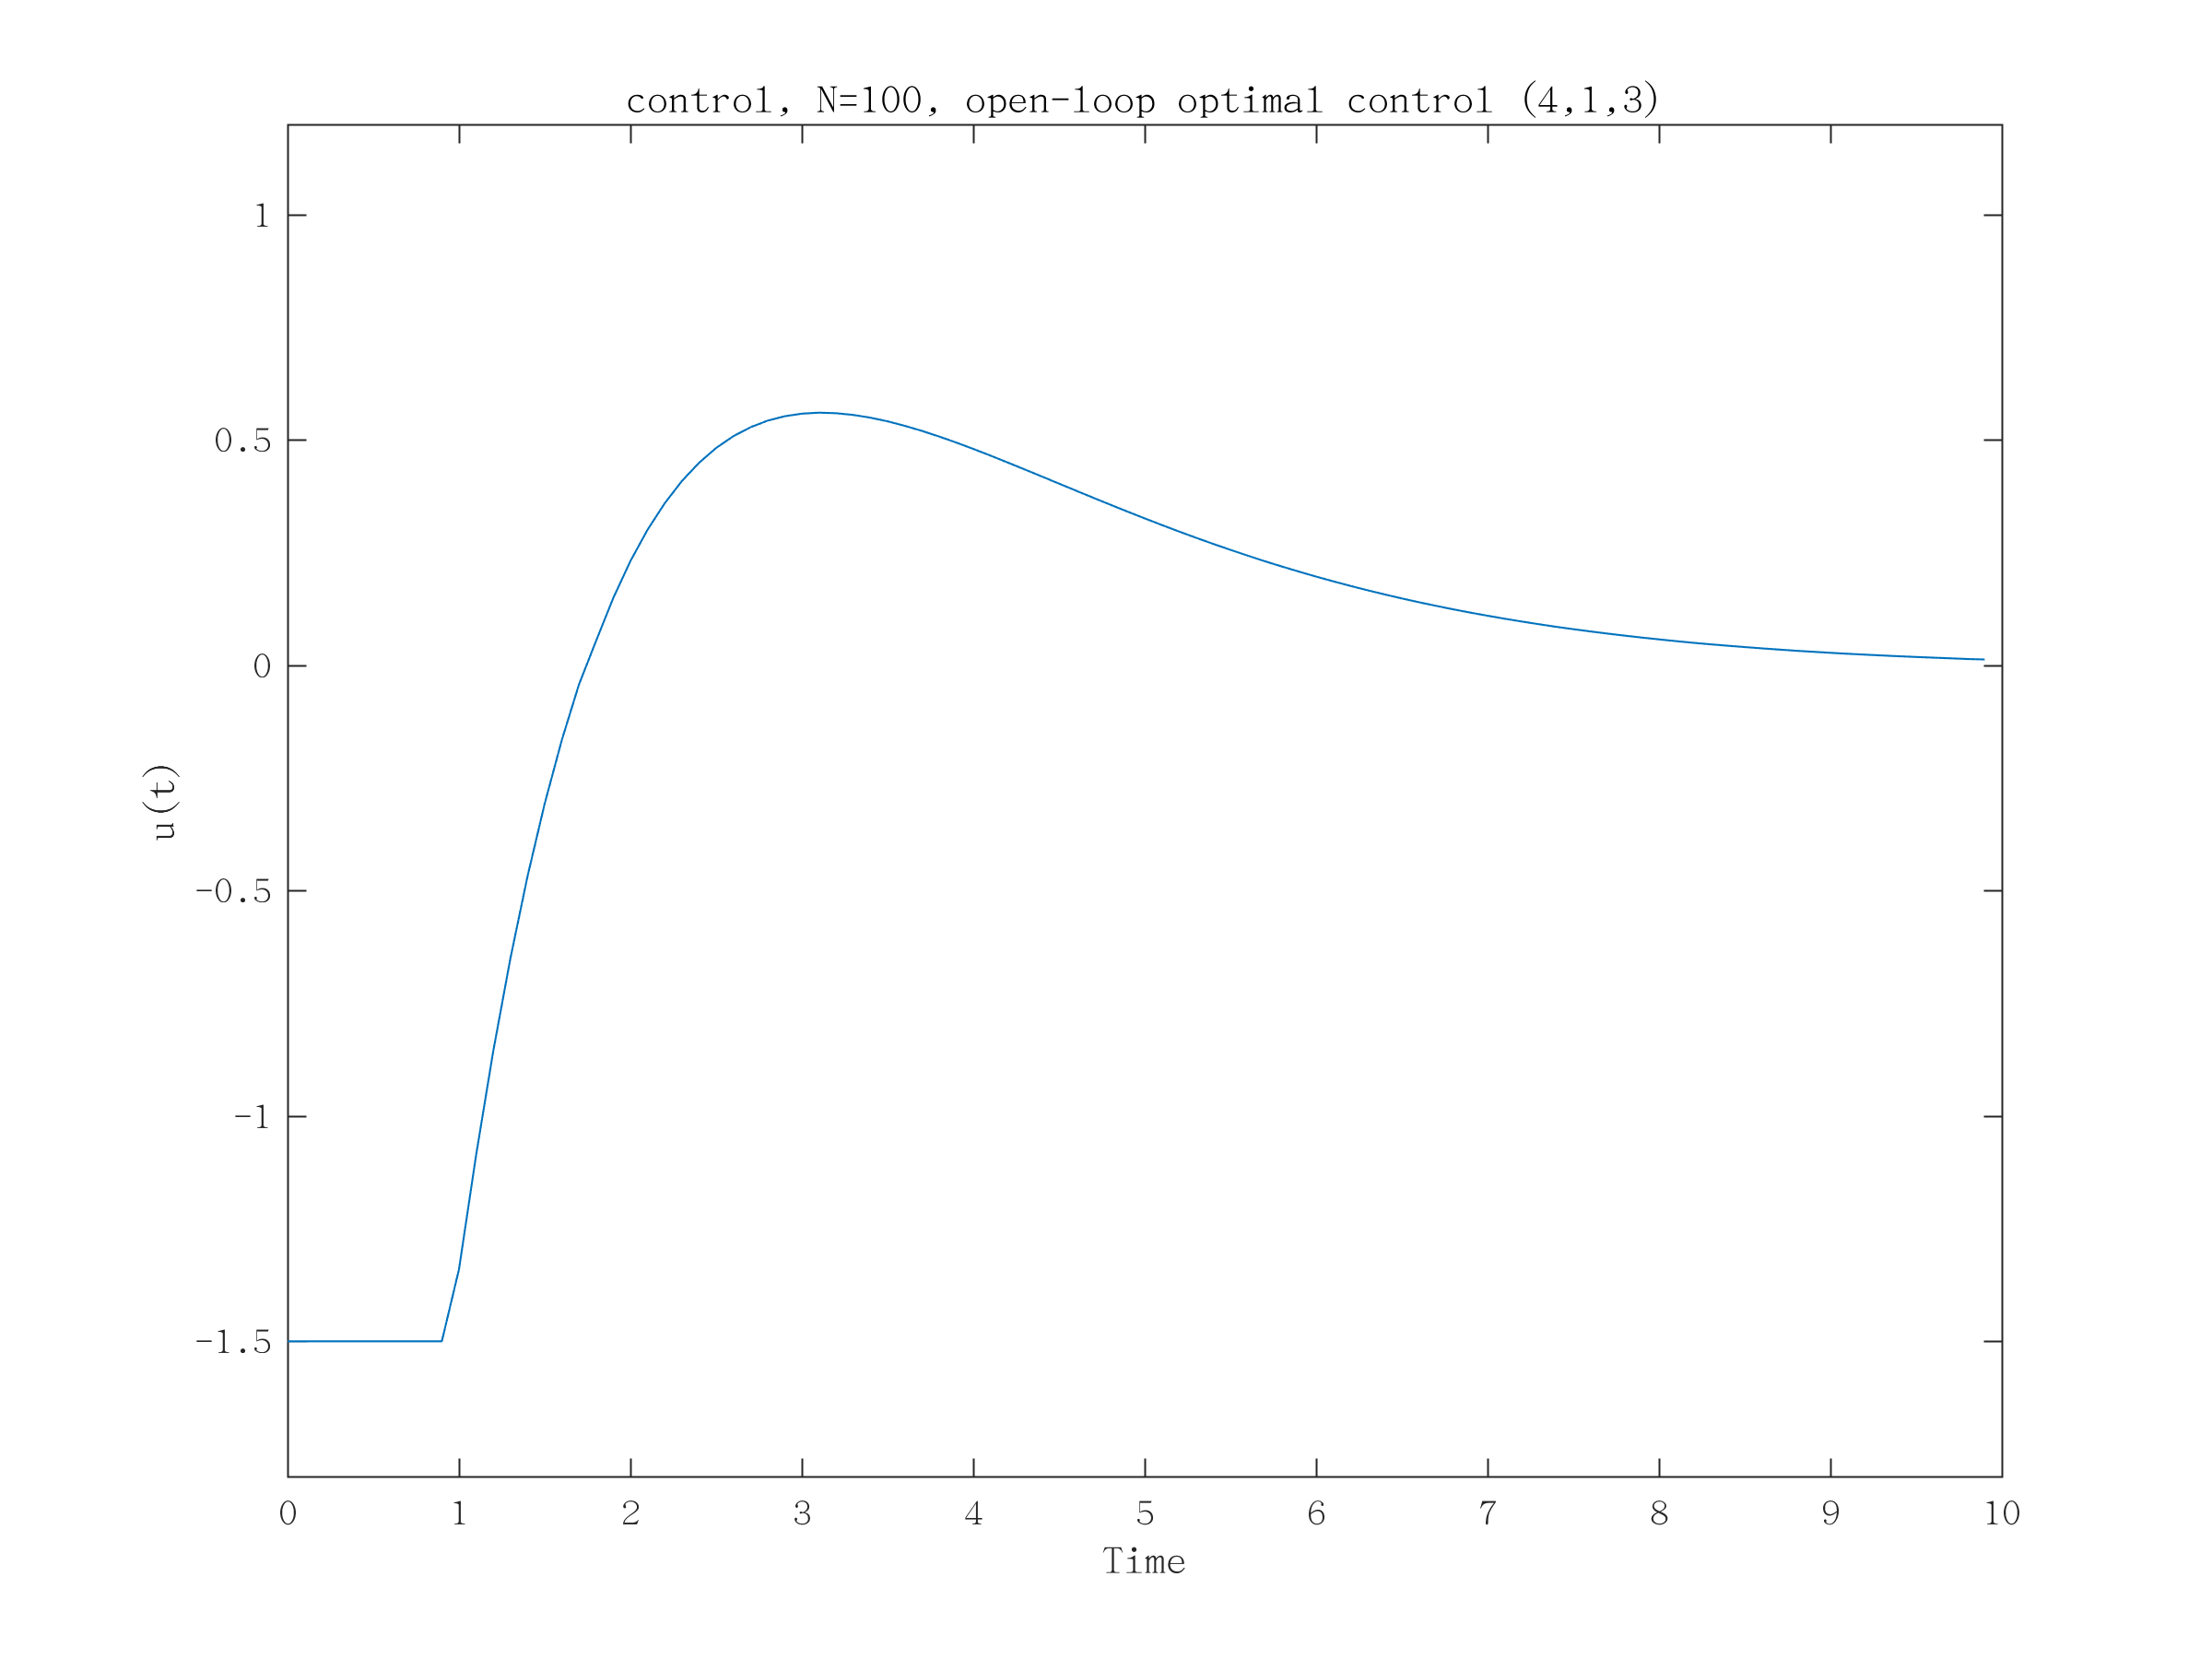 control, N=100, open-loop optimal control (4,1,3)
1
0.5
0
-0.5
-1
-1.5
u(t)
0 1 2 3 4 5 6 7 8 9 10
Time